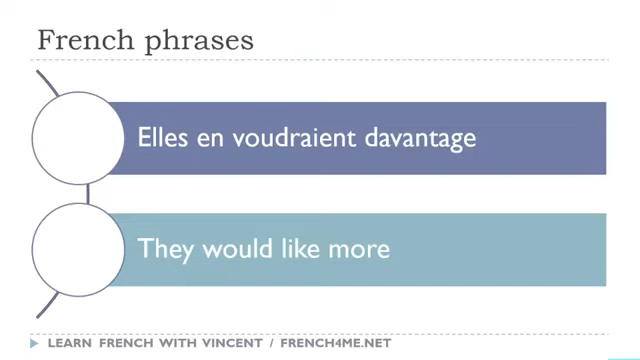 French phrases
Elles en voudraient davantage
They would like more
LEARN FRENCH WITH VINCENT / FRENCH4ME.NET